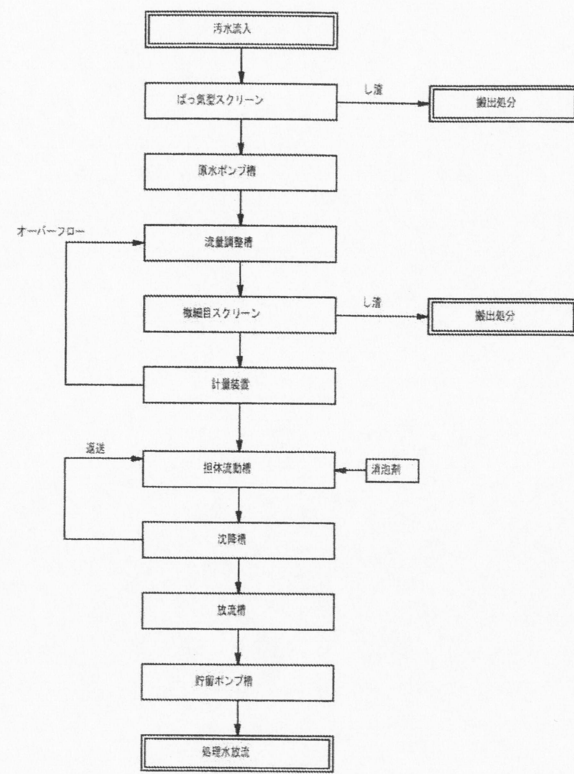 汚水流入
ばっ気型スクリーン
し渣
搬出処分
原水ポンプ槽
オーバーフロー
流量調整槽
微細目スクリーン
し渣
搬出処分
計量装置
返送
担体流動槽
消泡剤
沈降槽
放流槽
貯留ポンプ槽
処理水放流